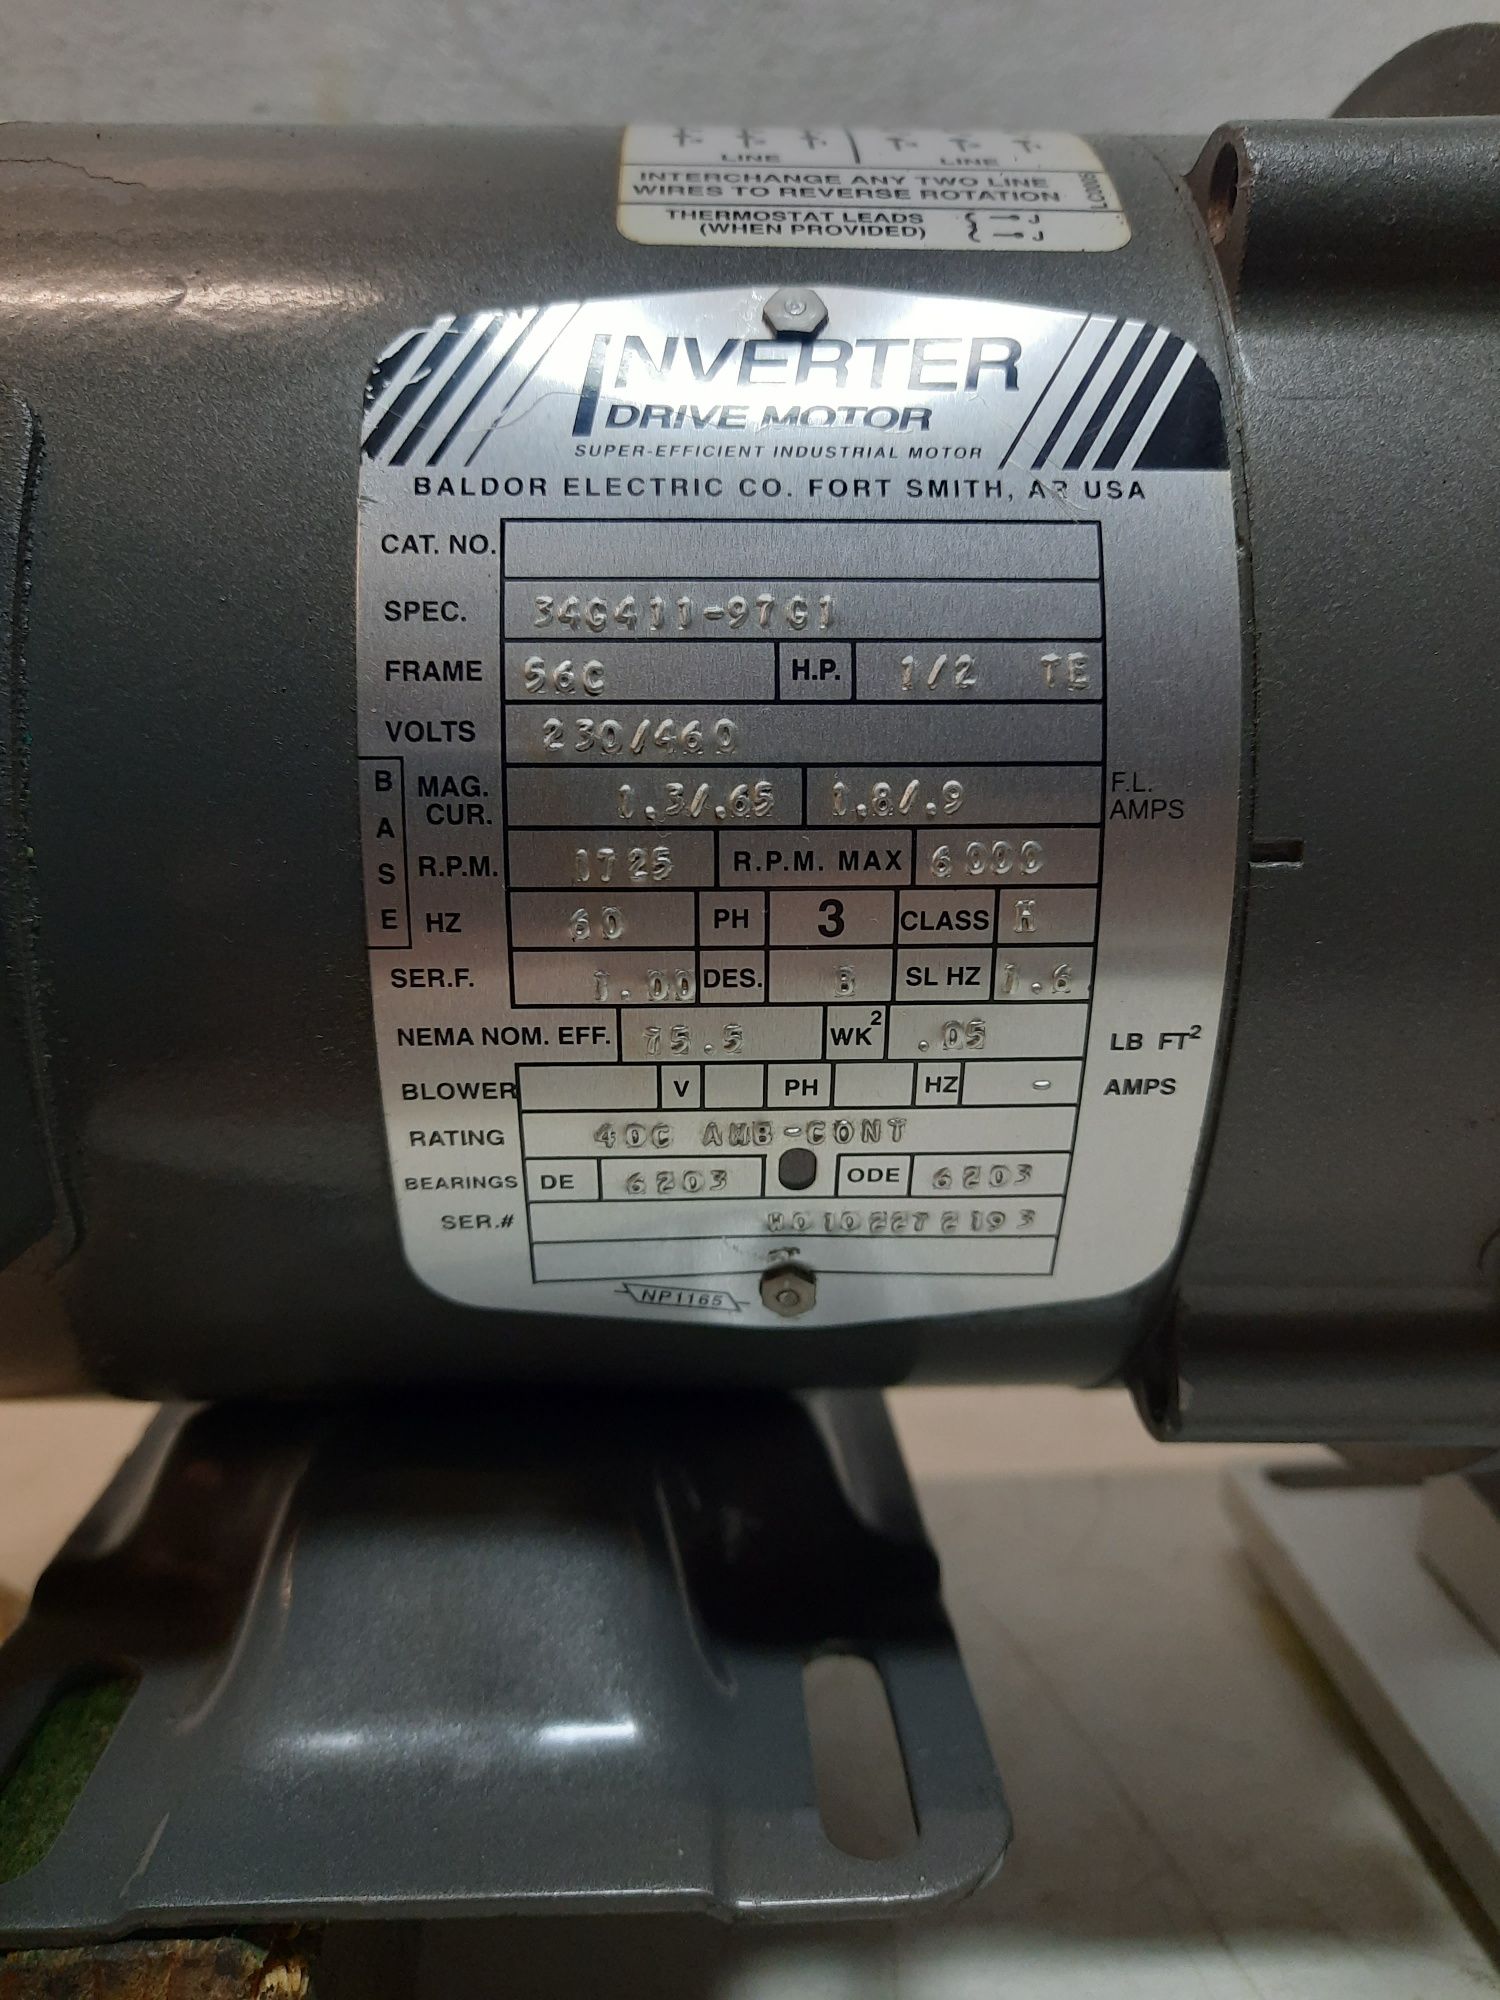 LINE LINE
INTERCHANGE ANY TWO LINE
WIRES TO REVERSE ROTATION
LC0006
THERMOSTAT LEADS
(WHEN PROVIDED)
INVERTER
DRIVE MOTOR
SUPER-EFFICIENT INDUSTRIAL MOTOR
BALDOR ELECTRIC CO. FORT SMITH, AR USA
CAT. NO.
SPEC. 34G411-97G1
FRAME 56C H.P. 1/2 TE
VOLTS 230/460
BASE
MAG. CUR. 1.3/.65 1.8/.9 F.L. AMPS
R.P.M. 1725 R.P.M. MAX 6000
HZ 60 PH 3 CLASS H
SER.F. 1.00 DES. B SL HZ 1.6
NEMA NOM. EFF. 75.5 WK² .05 LB FT²
BLOWER V PH HZ - AMPS
RATING 40C AMB-CONT
BEARINGS DE 6203 ODE 6203
SER.# W0102272193
NP1165